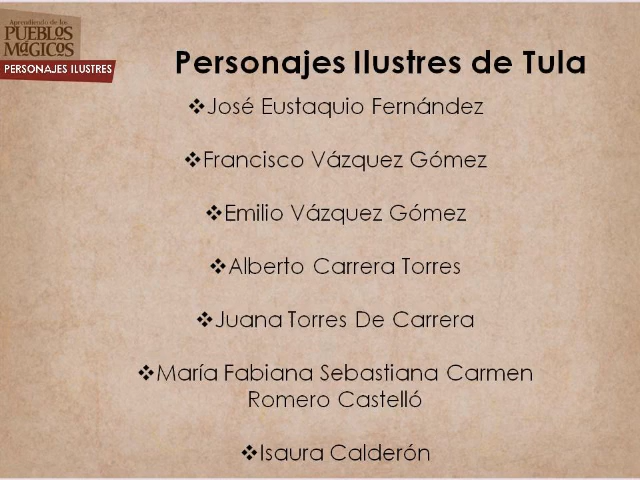 Aprendiendo de los
PUEBLOS
MáGICOS
PERSONAJES ILUSTRES
Personajes Ilustres de Tula
❖José Eustaquio Fernández
❖Francisco Vázquez Gómez
❖Emilio Vázquez Gómez
❖Alberto Carrera Torres
❖Juana Torres De Carrera
❖María Fabiana Sebastiana Carmen
Romero Castelló
❖Isaura Calderón